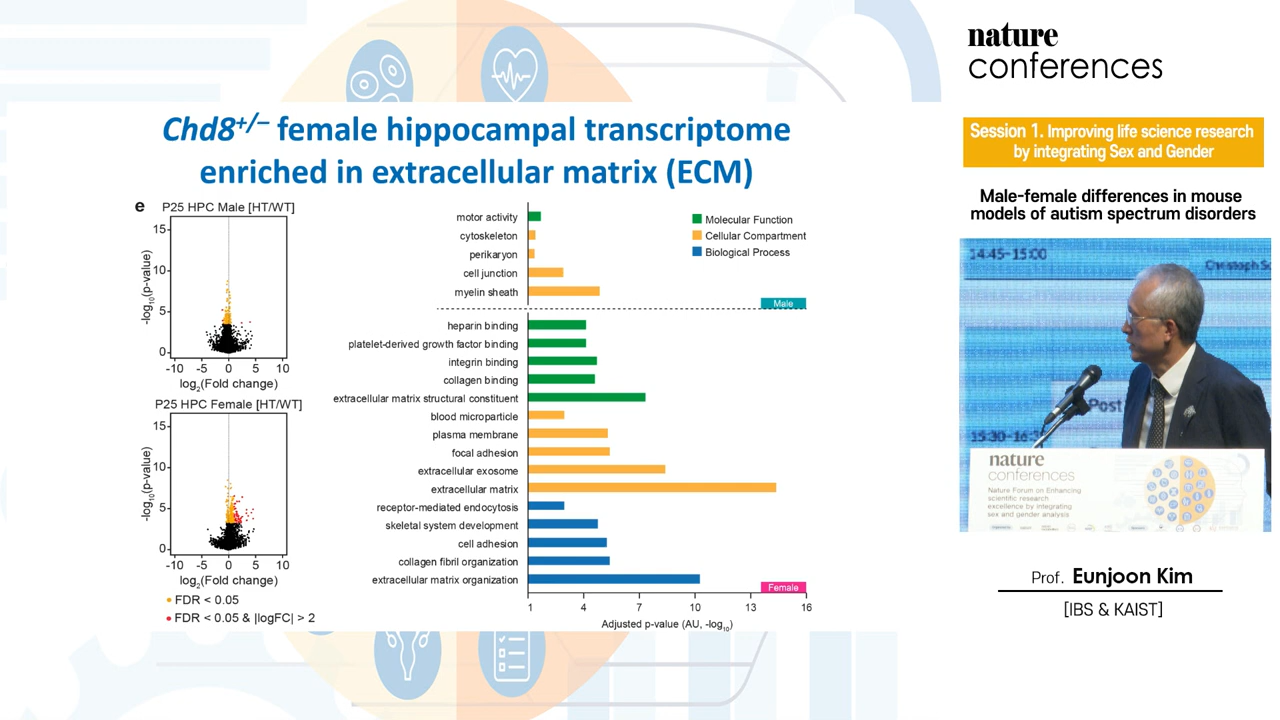 nature
conferences
Session 1. Improving life science research
by integrating Sex and Gender
Male-female differences in mouse
models of autism spectrum disorders
Chd8+/– female hippocampal transcriptome
enriched in extracellular matrix (ECM)
e
P25 HPC Male [HT/WT]
-log10(p-value)
15
10
5
0
-10 -5 0 5 10
log2(Fold change)
P25 HPC Female [HT/WT]
-log10(p-value)
15
10
5
0
-10 -5 0 5 10
log2(Fold change)
FDR < 0.05
FDR < 0.05 & |logFC| > 2
Molecular Function
Cellular Compartment
Biological Process
motor activity
cytoskeleton
perikaryon
cell junction
myelin sheath
Male
heparin binding
platelet-derived growth factor binding
integrin binding
collagen binding
extracellular matrix structural constituent
blood microparticle
plasma membrane
focal adhesion
extracellular exosome
extracellular matrix
receptor-mediated endocytosis
skeletal system development
cell adhesion
collagen fibril organization
extracellular matrix organization
Female
1 4 7 10 13 16
Adjusted p-value (AU, -log10)
14:45-15:00
Post
nature
conferences
Nature Forum on Enhancing
scientific research
excellence by integrating
sex and gender analysis
Prof. Eunjoon Kim
[IBS & KAIST]